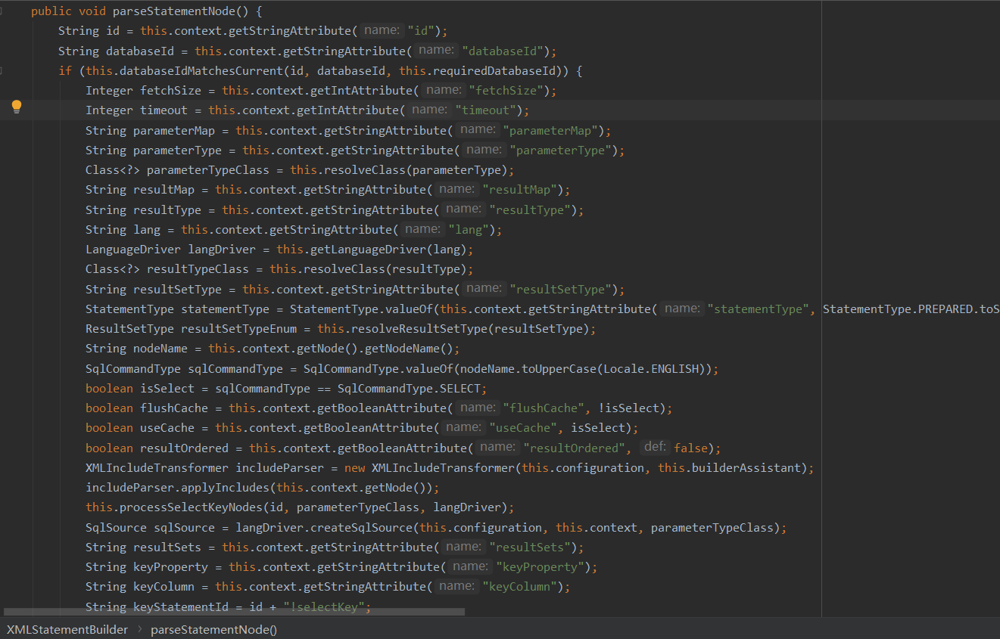 public void parseStatementNode() {
String id = this.context.getStringAttribute( name: "id");
String databaseId = this.context.getStringAttribute( name: "databaseId");
if (this.databaseIdMatchesCurrent(id, databaseId, this.requiredDatabaseId)) {
Integer fetchSize = this.context.getIntAttribute( name: "fetchSize");
Integer timeout = this.context.getIntAttribute( name: "timeout");
String parameterMap = this.context.getStringAttribute( name: "parameterMap");
String parameterType = this.context.getStringAttribute( name: "parameterType");
Class<?> parameterTypeClass = this.resolveClass(parameterType);
String resultMap = this.context.getStringAttribute( name: "resultMap");
String resultType = this.context.getStringAttribute( name: "resultType");
String lang = this.context.getStringAttribute( name: "lang");
LanguageDriver langDriver = this.getLanguageDriver(lang);
Class<?> resultTypeClass = this.resolveClass(resultType);
String resultSetType = this.context.getStringAttribute( name: "resultSetType");
StatementType statementType = StatementType.valueOf(this.context.getStringAttribute( name: "statementType", StatementType.PREPARED.toS
ResultSetType resultSetTypeEnum = this.resolveResultSetType(resultSetType);
String nodeName = this.context.getNode().getNodeName();
SqlCommandType sqlCommandType = SqlCommandType.valueOf(nodeName.toUpperCase(Locale.ENGLISH));
boolean isSelect = sqlCommandType == SqlCommandType.SELECT;
boolean flushCache = this.context.getBooleanAttribute( name: "flushCache", !isSelect);
boolean useCache = this.context.getBooleanAttribute( name: "useCache", isSelect);
boolean resultOrdered = this.context.getBooleanAttribute( name: "resultOrdered", def: false);
XMLIncludeTransformer includeParser = new XMLIncludeTransformer(this.configuration, this.builderAssistant);
includeParser.applyIncludes(this.context.getNode());
this.processSelectKeyNodes(id, parameterTypeClass, langDriver);
SqlSource sqlSource = langDriver.createSqlSource(this.configuration, this.context, parameterTypeClass);
String resultSets = this.context.getStringAttribute( name: "resultSets");
String keyProperty = this.context.getStringAttribute( name: "keyProperty");
String keyColumn = this.context.getStringAttribute( name: "keyColumn");
String keyStatementId = id + "!selectKey";
XMLStatementBuilder › parseStatementNode()